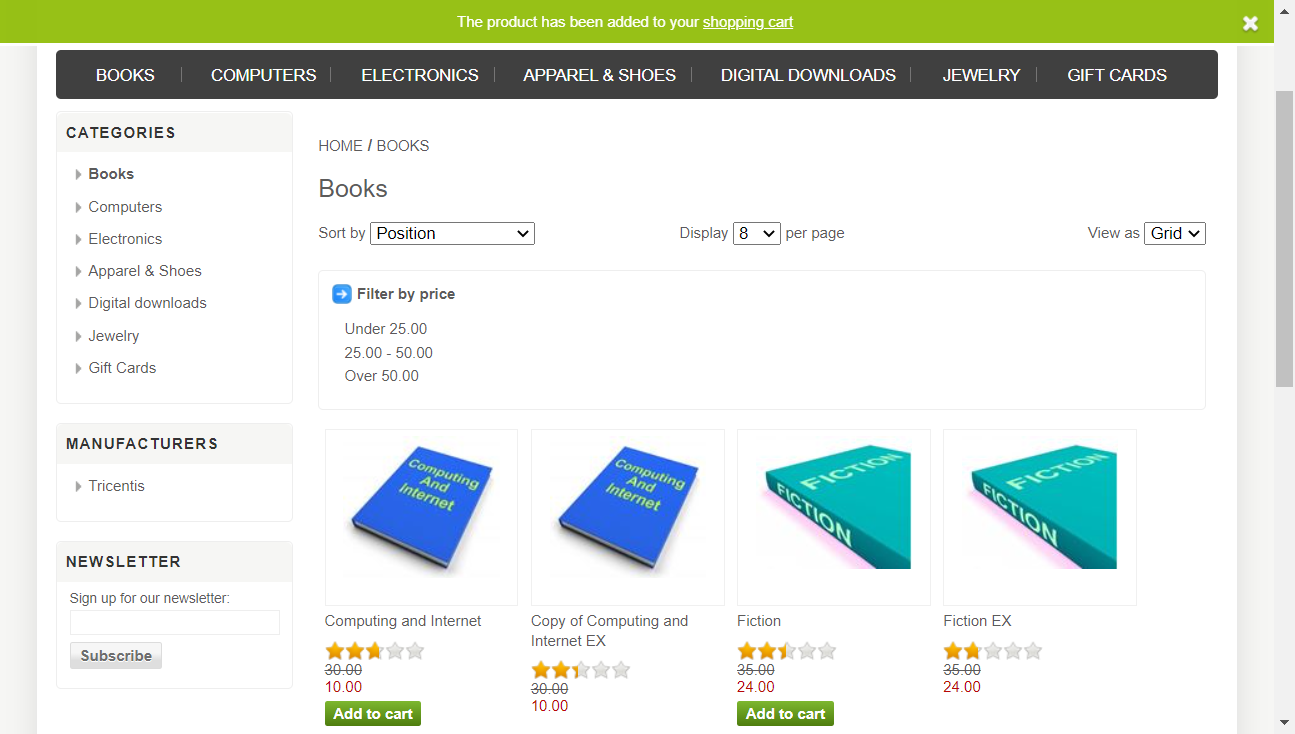 The product has been added to your shopping cart
BOOKS COMPUTERS ELECTRONICS APPAREL & SHOES DIGITAL DOWNLOADS JEWELRY GIFT CARDS
CATEGORIES
Books
Computers
Electronics
Apparel & Shoes
Digital downloads
Jewelry
Gift Cards
MANUFACTURERS
Tricentis
NEWSLETTER
Sign up for our newsletter:
Subscribe
HOME / BOOKS
Books
Sort by Position Display 8 per page View as Grid
Filter by price
Under 25.00
25.00 - 50.00
Over 50.00
Computing
And
Internet
Computing and Internet
30.00
10.00
Add to cart
Computing
And
Internet
Copy of Computing and
Internet EX
30.00
10.00
FICTION
FICTION
Fiction
35.00
24.00
Add to cart
FICTION
FICTION
Fiction EX
35.00
24.00